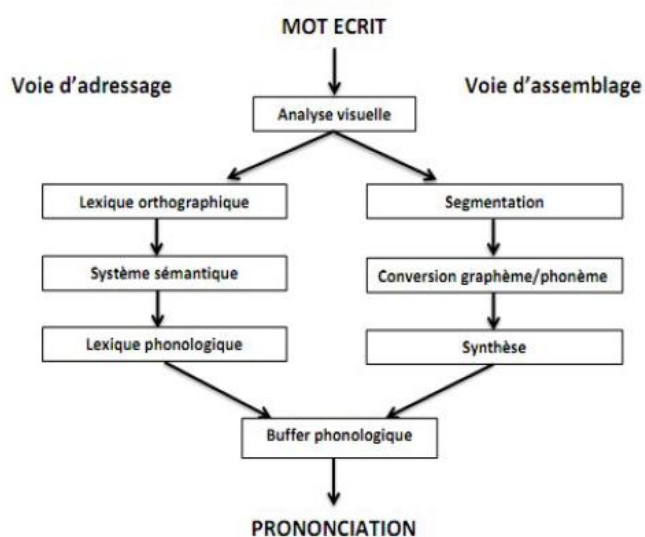 MOT ECRIT
Voie d'adressage
Voie d'assemblage
Analyse visuelle
Lexique orthographique
Segmentation
Système sémantique
Conversion graphème/phonème
Lexique phonologique
Synthèse
Buffer phonologique
PRONONCIATION